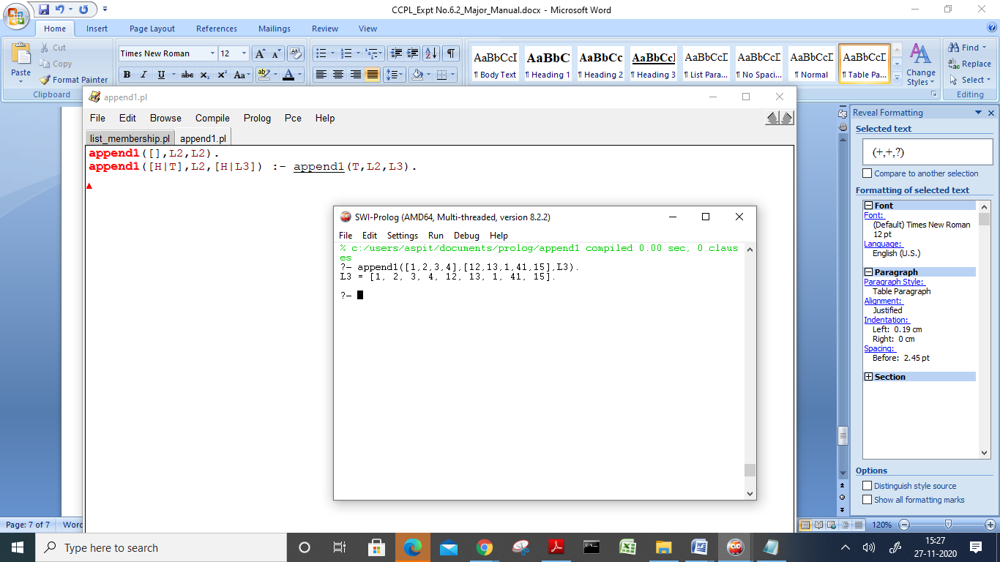 CCPL_Expt No.6.2_Major_Manual.docx - Microsoft Word
Home Insert Page Layout References Mailings Review View
Paste
Cut
Copy
Format Painter
Clipboard
Times New Roman 12
B I U abc x₂ x² Aa
AaBbCcI AaBbC AaBbCc AaBbCcI AaBbCcD AaBbCcD AaBbCcD AaBbCcD
¶ Body Text ¶ Heading 1 ¶ Heading 2 ¶ Heading 3 ¶ List Para... ¶ No Spaci... ¶ Normal ¶ Table Pa...
Change
Styles
Find
Replace
Select
Editing
append1.pl
File Edit Browse Compile Prolog Pce Help
list_membership.pl append1.pl
append1([],L2,L2).
append1([H|T],L2,[H|L3]) :- append1(T,L2,L3).
SWI-Prolog (AMD64, Multi-threaded, version 8.2.2)
File Edit Settings Run Debug Help
% c:/users/aspit/documents/prolog/append1 compiled 0.00 sec, 0 claus
es
?- append1([1,2,3,4],[12,13,1,41,15],L3).
L3 = [1, 2, 3, 4, 12, 13, 1, 41, 15].
?-
Reveal Formatting
Selected text
(+,+,?)
Compare to another selection
Formatting of selected text
Font
Font:
(Default) Times New Roman
12 pt
Language:
English (U.S.)
Paragraph
Paragraph Style:
Table Paragraph
Alignment:
Justified
Indentation:
Left: 0.19 cm
Right: 0 cm
Spacing:
Before: 2.45 pt
Section
Options
Distinguish style source
Show all formatting marks
Page: 7 of 7 Word
120%
Type here to search
15:27
27-11-2020